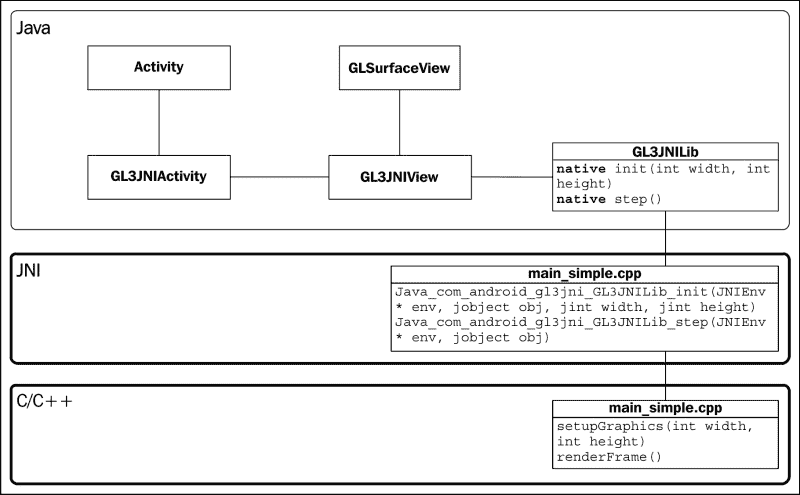 Java
Activity
GLSurfaceView
GL3JNIActivity
GL3JNIView
GL3JNILib
native init(int width, int
height)
native step()
JNI
main_simple.cpp
Java_com_android_gl3jni_GL3JNILib_init(JNIEnv
* env, jobject obj, jint width, jint height)
Java_com_android_gl3jni_GL3JNILib_step(JNIEnv
* env, jobject obj)
C/C++
main_simple.cpp
setupGraphics(int width,
int height)
renderFrame()